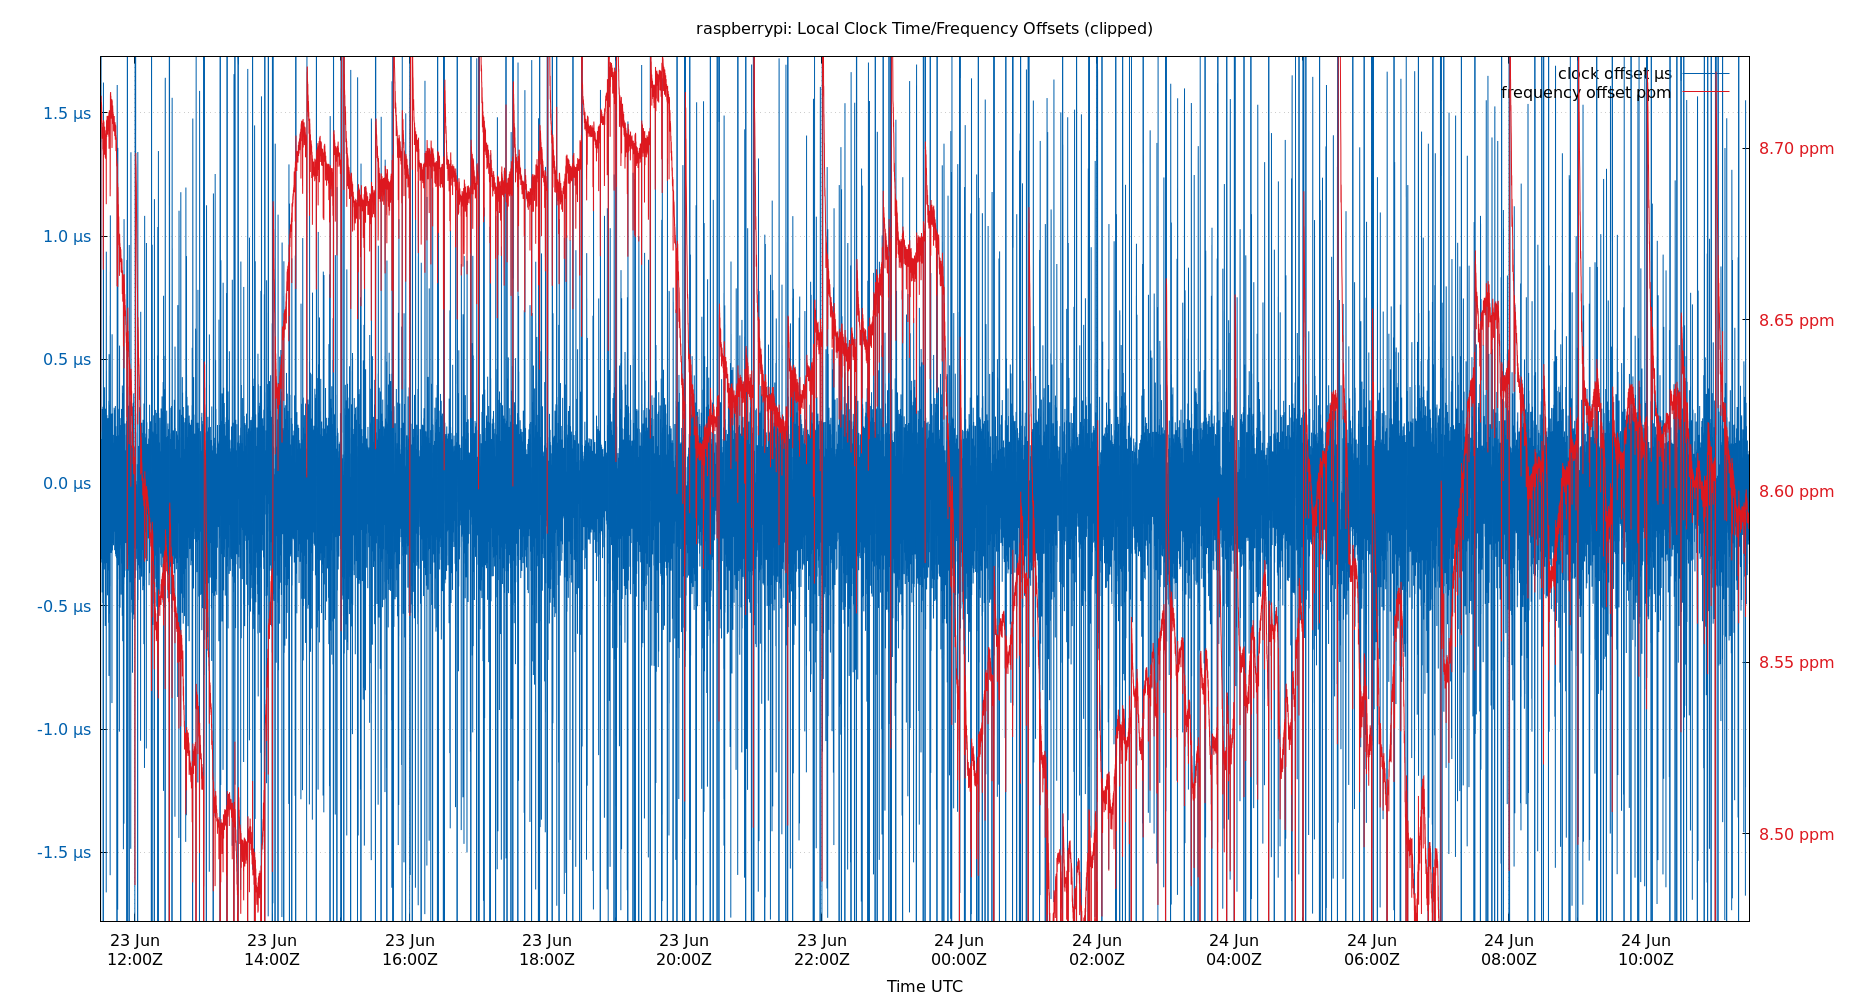 raspberrypi: Local Clock Time/Frequency Offsets (clipped)
clock offset µs
frequency offset ppm
1.5 µs
1.0 µs
0.5 µs
0.0 µs
-0.5 µs
-1.0 µs
-1.5 µs
8.70 ppm
8.65 ppm
8.60 ppm
8.55 ppm
8.50 ppm
23 Jun 23 Jun 23 Jun 23 Jun 23 Jun 23 Jun 24 Jun 24 Jun 24 Jun 24 Jun 24 Jun 24 Jun
12:00Z 14:00Z 16:00Z 18:00Z 20:00Z 22:00Z 00:00Z 02:00Z 04:00Z 06:00Z 08:00Z 10:00Z
Time UTC